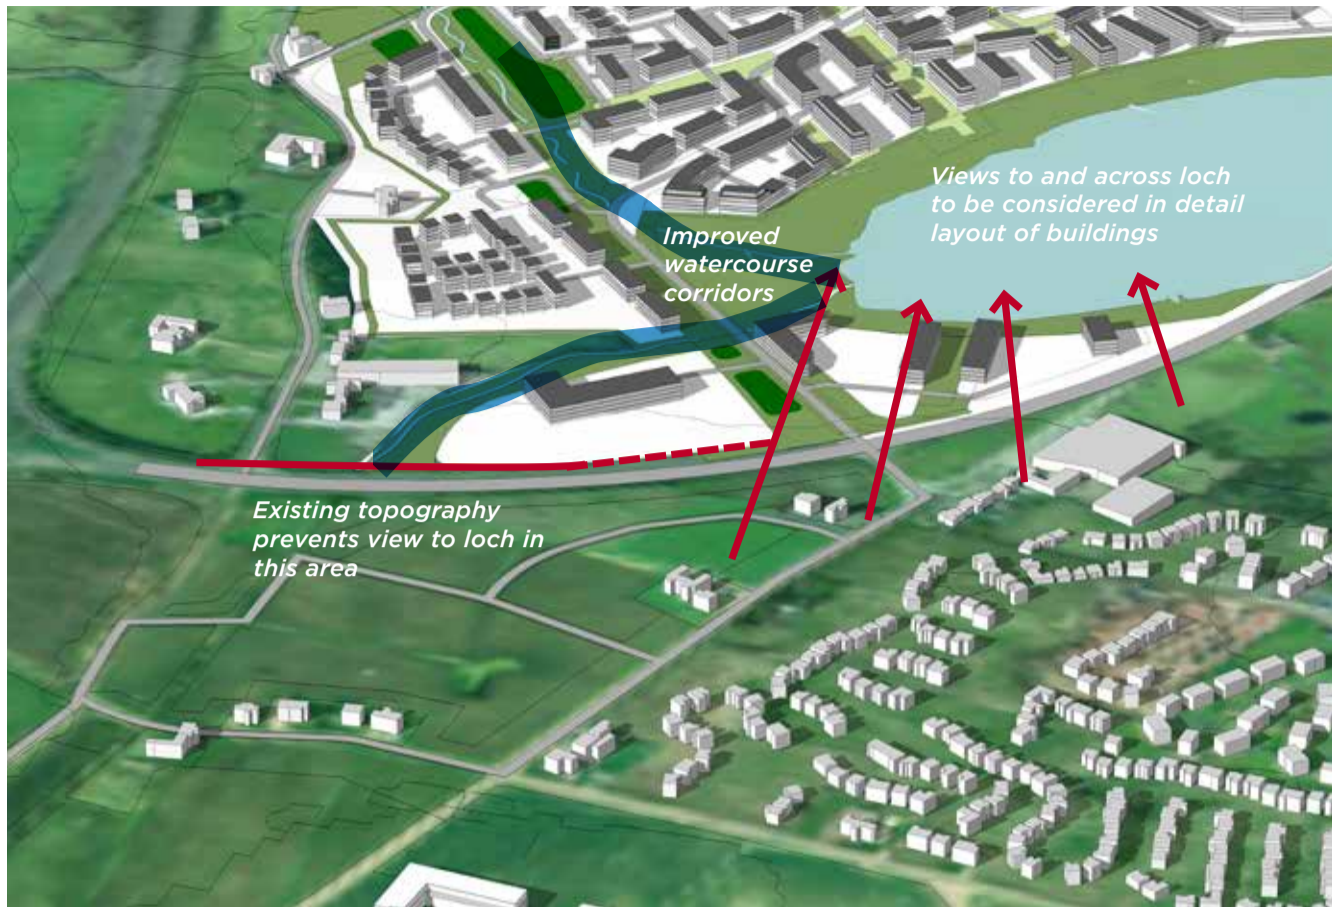 Views to and across loch
to be considered in detail
layout of buildings
Improved
watercourse
corridors
Existing topography
prevents view to loch in
this area